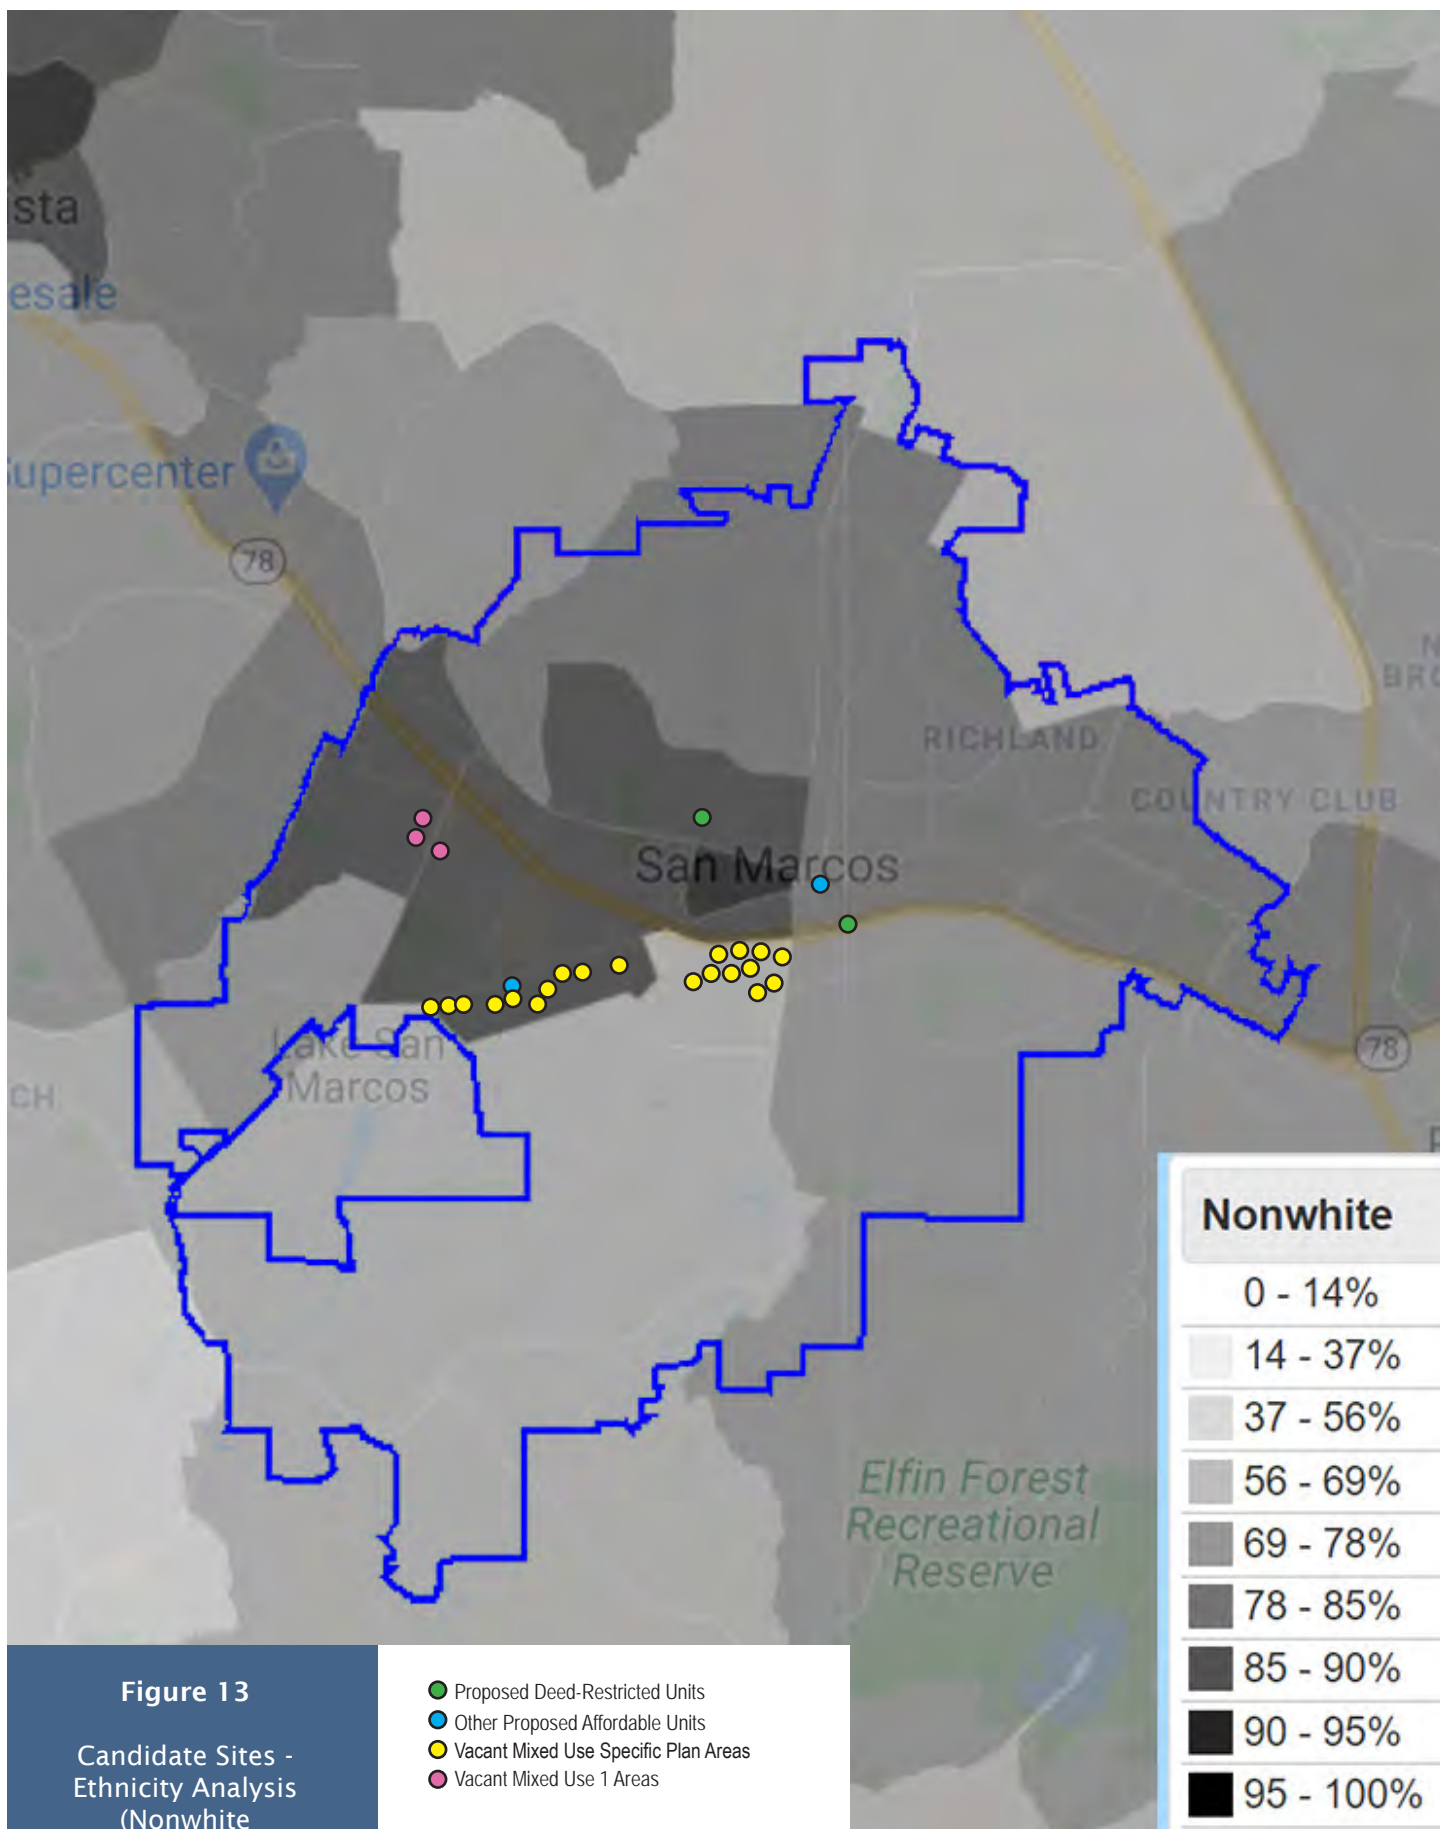 ista
esale
Supercenter
78
RICHLAND
N
BRO
COUNTRY CLUB
San Marcos
Lake San
Marcos
CH
78
Elfin Forest
Recreational
Reserve
Nonwhite
0 - 14%
14 - 37%
37 - 56%
56 - 69%
69 - 78%
78 - 85%
85 - 90%
90 - 95%
95 - 100%
Figure 13
Candidate Sites -
Ethnicity Analysis
(Nonwhite
Proposed Deed-Restricted Units
Other Proposed Affordable Units
Vacant Mixed Use Specific Plan Areas
Vacant Mixed Use 1 Areas